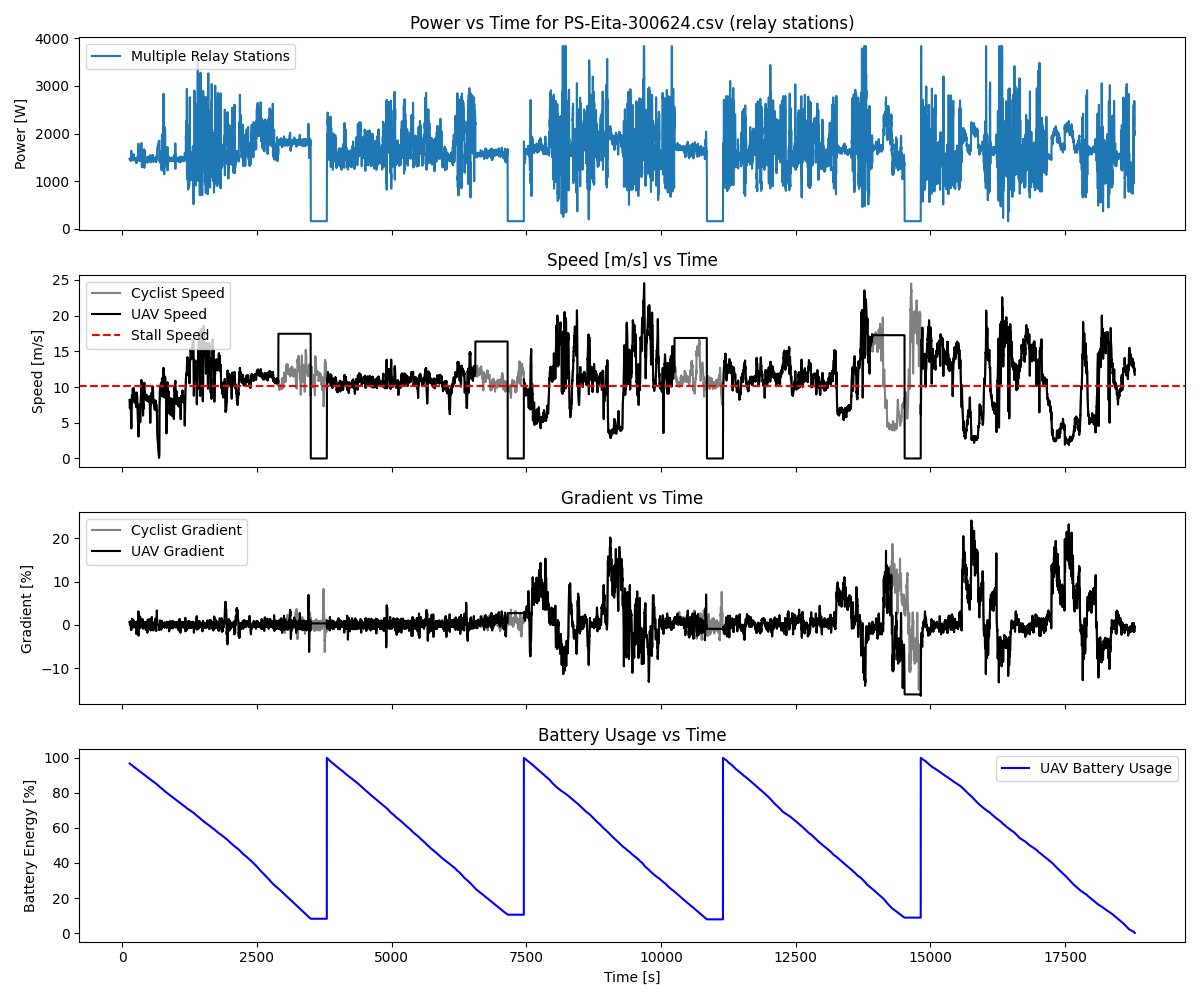 Power vs Time for PS-Eita-300624.csv (relay stations)
4000
3000
2000
1000
0
Power [W]
Multiple Relay Stations
Speed [m/s] vs Time
25
20
15
10
5
0
Speed [m/s]
Cyclist Speed
UAV Speed
Stall Speed
Gradient vs Time
20
10
0
−10
Gradient [%]
Cyclist Gradient
UAV Gradient
Battery Usage vs Time
100
80
60
40
20
0
Battery Energy [%]
UAV Battery Usage
0 2500 5000 7500 10000 12500 15000 17500
Time [s]